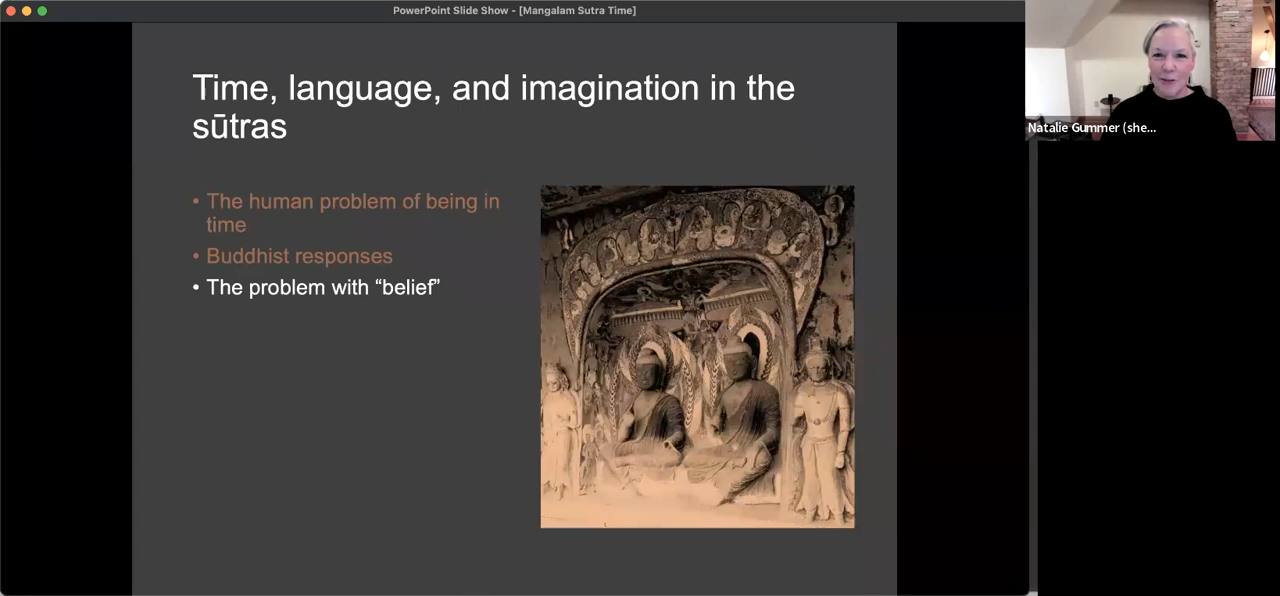 PowerPoint Slide Show - [Mangalam Sutra Time]
Time, language, and imagination in the
sūtras
• The human problem of being in
time
• Buddhist responses
• The problem with “belief”
Natalie Gummer (she...